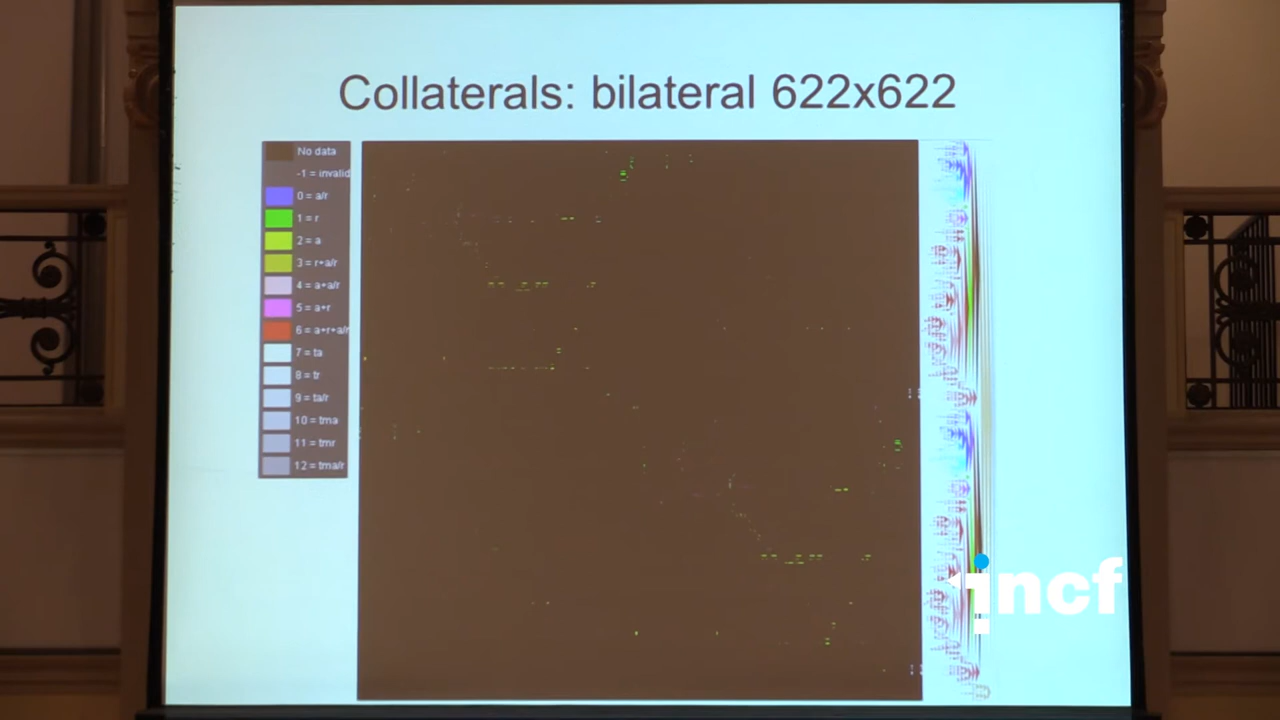 Collaterals: bilateral 622x622
No data
-1 = invalid
0 = a/r
1 = r
2 = a
3 = r+a/r
4 = a+a/r
5 = a+r
6 = a+r+a/r
7 = ta
8 = tr
9 = ta/r
10 = tma
11 = tmr
12 = tma/r
incf